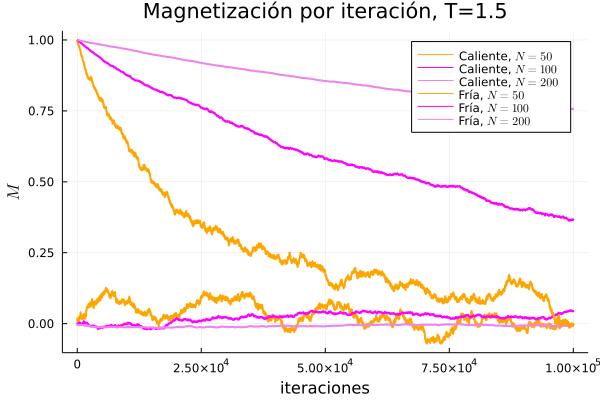 Magnetización por iteración, T=1.5
1.00
0.75
0.50
0.25
0.00
M
Caliente, N = 50
Caliente, N = 100
Caliente, N = 200
Fría, N = 50
Fría, N = 100
Fría, N = 200
0
2.50×10⁴
5.00×10⁴
7.50×10⁴
1.00×10⁵
iteraciones